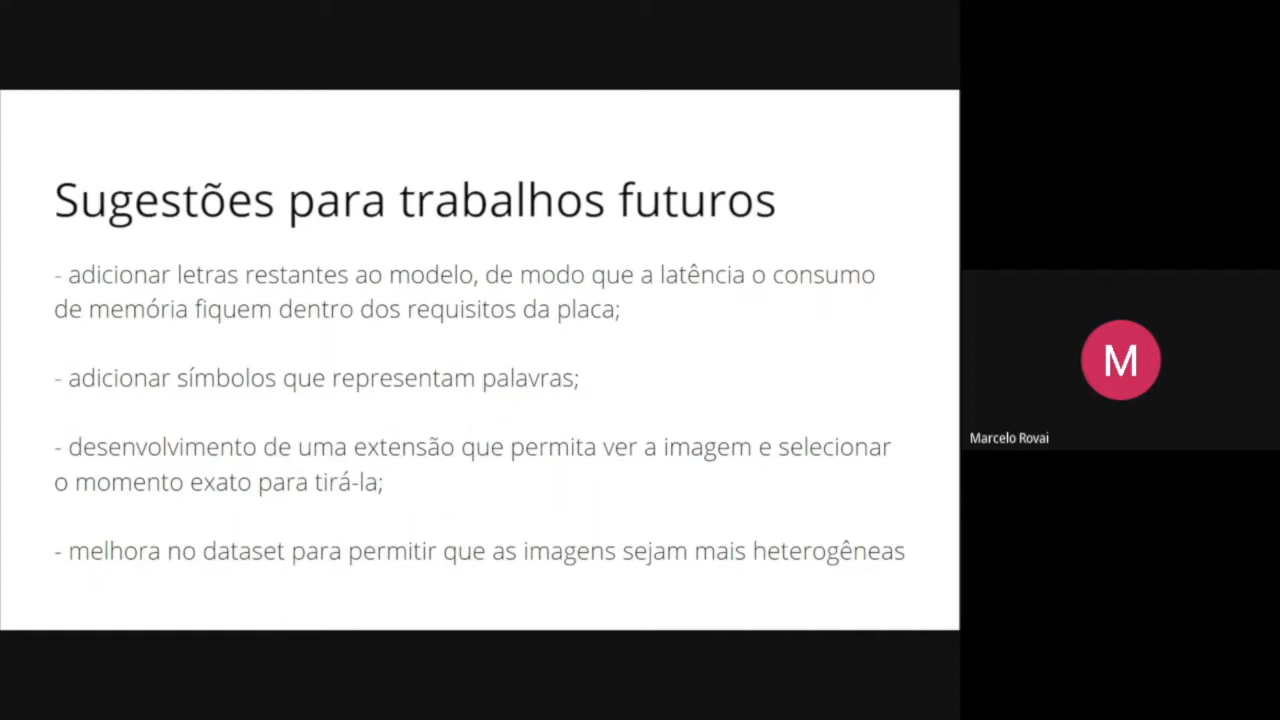 Sugestões para trabalhos futuros
- adicionar letras restantes ao modelo, de modo que a latência o consumo
de memória fiquem dentro dos requisitos da placa;
- adicionar símbolos que representam palavras;
- desenvolvimento de uma extensão que permita ver a imagem e selecionar
o momento exato para tirá-la;
- melhora no dataset para permitir que as imagens sejam mais heterogêneas
M
Marcelo Rovai